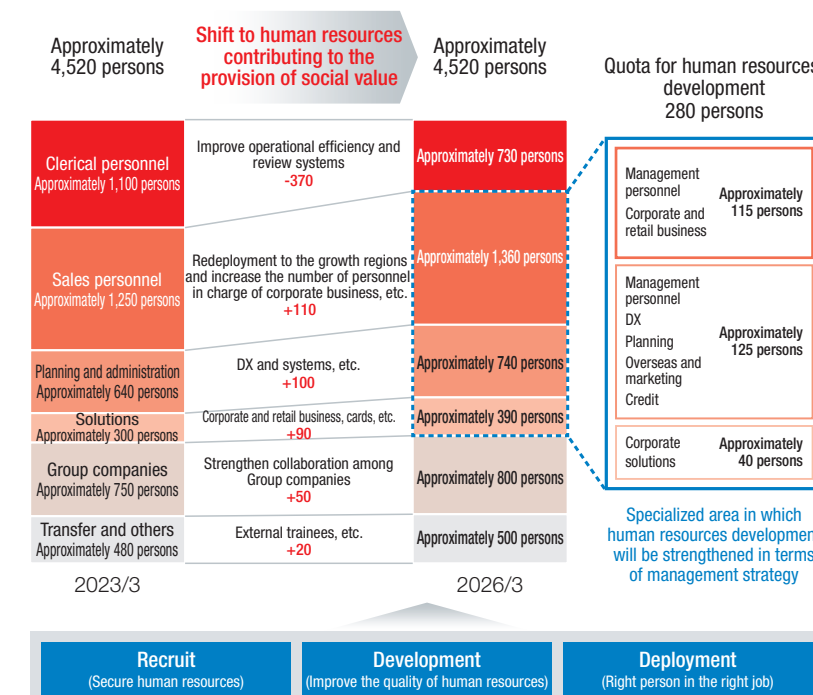 Approximately
4,520 persons
Shift to human resources
contributing to the
provision of social value
Approximately
4,520 persons
Clerical personnel
Approximately 1,100 persons
Improve operational efficiency and
review systems
-370
Approximately 730 persons
Sales personnel
Approximately 1,250 persons
Redeployment to the growth regions
and increase the number of personnel
in charge of corporate business, etc.
+110
Approximately 1,360 persons
Planning and administration
Approximately 640 persons
DX and systems, etc.
+100
Approximately 740 persons
Solutions
Approximately 300 persons
Corporate and retail business, cards, etc.
+90
Approximately 390 persons
Group companies
Approximately 750 persons
Strengthen collaboration among
Group companies
+50
Approximately 800 persons
Transfer and others
Approximately 480 persons
External trainees, etc.
+20
Approximately 500 persons
2023/3
2026/3
Quota for human resources
development
280 persons
Management
personnel
Corporate and
retail business
Approximately
115 persons
Management
personnel
DX
Planning
Overseas and
marketing
Credit
Approximately
125 persons
Corporate
solutions
Approximately
40 persons
Specialized area in which
human resources development
will be strengthened in terms
of management strategy
Recruit
(Secure human resources)
Development
(Improve the quality of human resources)
Deployment
(Right person in the right job)